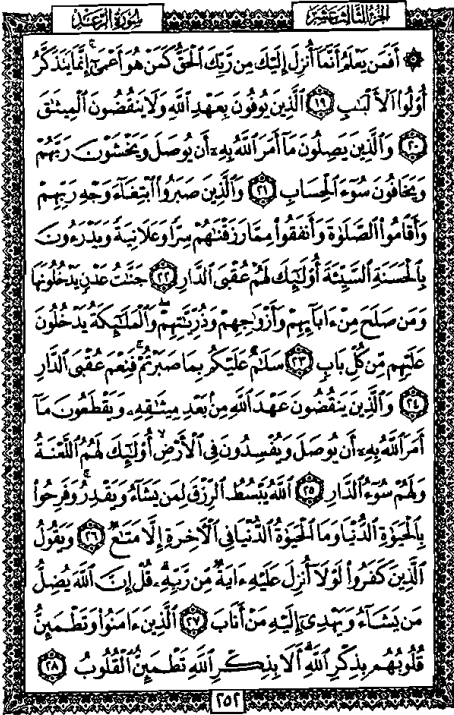 الجزء الثالث عشر
سورة الرعد
۞ أَفَمَن يَعْلَمُ أَنَّمَآ أُنزِلَ إِلَيْكَ مِن رَّبِّكَ ٱلْحَقُّ كَمَنْ هُوَ أَعْمَىٰٓ ۚ إِنَّمَا يَتَذَكَّرُ
أُو۟لُوا۟ ٱلْأَلْبَٰبِ ١٩ ٱلَّذِينَ يُوفُونَ بِعَهْدِ ٱللَّهِ وَلَا يَنقُضُونَ ٱلْمِيثَٰقَ
٢٠ وَٱلَّذِينَ يَصِلُونَ مَآ أَمَرَ ٱللَّهُ بِهِۦٓ أَن يُوصَلَ وَيَخْشَوْنَ رَبَّهُمْ
وَيَخَافُونَ سُوٓءَ ٱلْحِسَابِ ٢١ وَٱلَّذِينَ صَبَرُوا۟ ٱبْتِغَآءَ وَجْهِ رَبِّهِمْ
وَأَقَامُوا۟ ٱلصَّلَوٰةَ وَأَنفَقُوا۟ مِمَّا رَزَقْنَٰهُمْ سِرًّا وَعَلَانِيَةً وَيَدْرَءُونَ
بِٱلْحَسَنَةِ ٱلسَّيِّئَةَ أُو۟لَٰٓئِكَ لَهُمْ عُقْبَى ٱلدَّارِ ٢٢ جَنَّٰتُ عَدْنٍ يَدْخُلُونَهَا
وَمَن صَلَحَ مِنْ ءَابَآئِهِمْ وَأَزْوَٰجِهِمْ وَذُرِّيَّٰتِهِمْ ۖ وَٱلْمَلَٰٓئِكَةُ يَدْخُلُونَ
عَلَيْهِم مِّن كُلِّ بَابٍ ٢٣ سَلَٰمٌ عَلَيْكُم بِمَا صَبَرْتُمْ ۚ فَنِعْمَ عُقْبَى ٱلدَّارِ
٢٤ وَٱلَّذِينَ يَنقُضُونَ عَهْدَ ٱللَّهِ مِنۢ بَعْدِ مِيثَٰقِهِۦ وَيَقْطَعُونَ مَآ
أَمَرَ ٱللَّهُ بِهِۦٓ أَن يُوصَلَ وَيُفْسِدُونَ فِى ٱلْأَرْضِ ۙ أُو۟لَٰٓئِكَ لَهُمُ ٱللَّعْنَةُ
وَلَهُمْ سُوٓءُ ٱلدَّارِ ٢٥ ٱللَّهُ يَبْسُطُ ٱلرِّزْقَ لِمَن يَشَآءُ وَيَقْدِرُ ۚ وَفَرِحُوا۟
بِٱلْحَيَوٰةِ ٱلدُّنْيَا وَمَا ٱلْحَيَوٰةُ ٱلدُّنْيَا فِى ٱلْءَاخِرَةِ إِلَّا مَتَٰعٌ ٢٦ وَيَقُولُ
ٱلَّذِينَ كَفَرُوا۟ لَوْلَآ أُنزِلَ عَلَيْهِ ءَايَةٌ مِّن رَّبِّهِۦ ۗ قُلْ إِنَّ ٱللَّهَ يُضِلُّ
مَن يَشَآءُ وَيَهْدِىٓ إِلَيْهِ مَنْ أَنَابَ ٢٧ ٱلَّذِينَ ءَامَنُوا۟ وَتَطْمَئِنُّ
قُلُوبُهُم بِذِكْرِ ٱللَّهِ ۗ أَلَا بِذِكْرِ ٱللَّهِ تَطْمَئِنُّ ٱلْقُلُوبُ ٢٨
٢٥٢